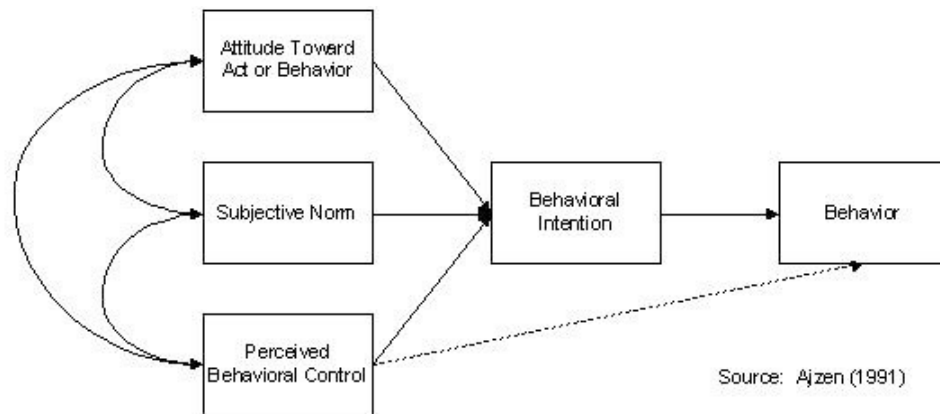 Attitude Toward
Act or Behavior
Subjective Norm
Behavioral
Intention
Behavior
Perceived
Behavioral Control
Source: Ajzen (1991)